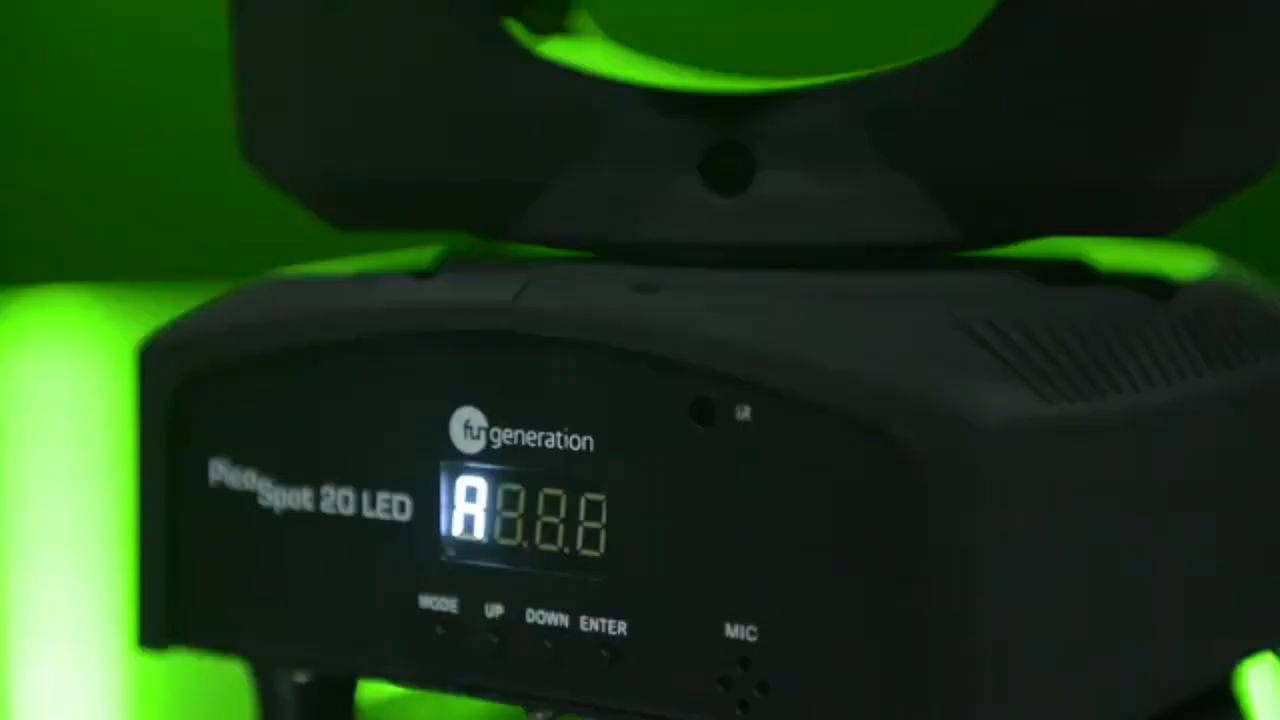 fun generation
PicoSpot 20 LED
A
MODE UP DOWN ENTER
IR
MIC